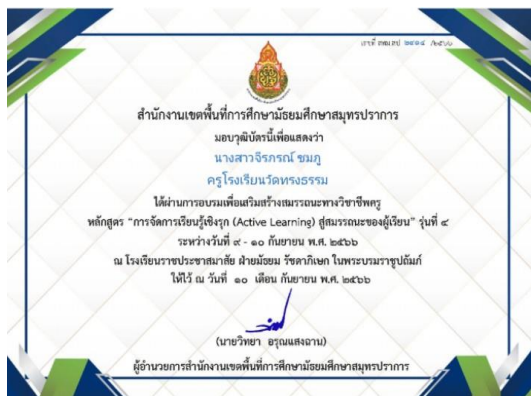 เลขที่ สพม.สป ๒๙๑๔ /๒๕๖๖
สำนักงานเขตพื้นที่การศึกษามัธยมศึกษาสมุทรปราการ
มอบวุฒิบัตรนี้เพื่อแสดงว่า
นางสาวจีรภรณ์ ชมภู
ครูโรงเรียนวัดทรงธรรม
ได้ผ่านการอบรมเพื่อเสริมสร้างสมรรถนะทางวิชาชีพครู
หลักสูตร “การจัดการเรียนรู้เชิงรุก (Active Learning) สู่สมรรถนะของผู้เรียน” รุ่นที่ ๔
ระหว่างวันที่ ๙ - ๑๐ กันยายน พ.ศ. ๒๕๖๖
ณ โรงเรียนราชประชาสมาสัย ฝ่ายมัธยม รัชดาภิเษก ในพระบรมราชูปถัมภ์
ให้ไว้ ณ วันที่ ๑๐ เดือน กันยายน พ.ศ. ๒๕๖๖
(นายวิทยา อรุณแสงฉาน)
ผู้อำนวยการสำนักงานเขตพื้นที่การศึกษามัธยมศึกษาสมุทรปราการ